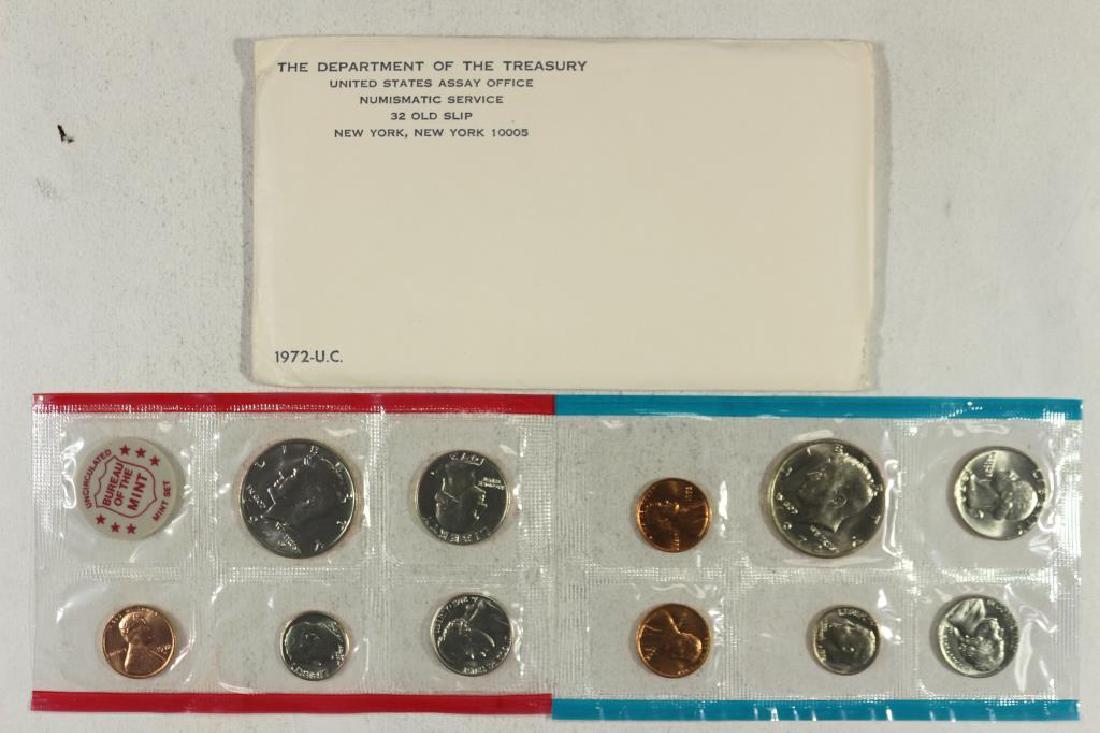 THE DEPARTMENT OF THE TREASURY
UNITED STATES ASSAY OFFICE
NUMISMATIC SERVICE
32 OLD SLIP
NEW YORK, NEW YORK 10005
1972-U.C.
UNCIRCULATED
BUREAU
OF THE
MINT
MINT SET